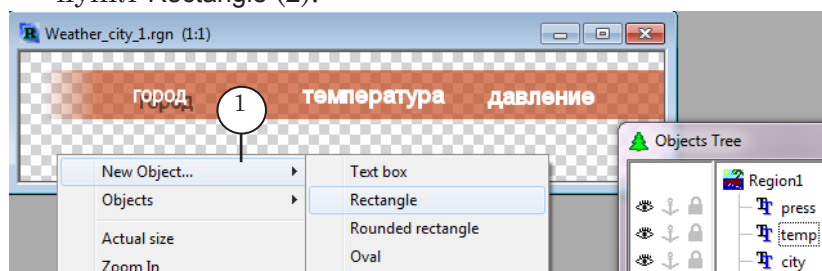 пункт Rectangle (2).
Weather_city_1.rgn (1:1)
город температура давление
1
Objects Tree
New Object... Text box
Region1
Objects Rectangle
press
Rounded rectangle
temp
Actual size
Oval
city
Zoom In